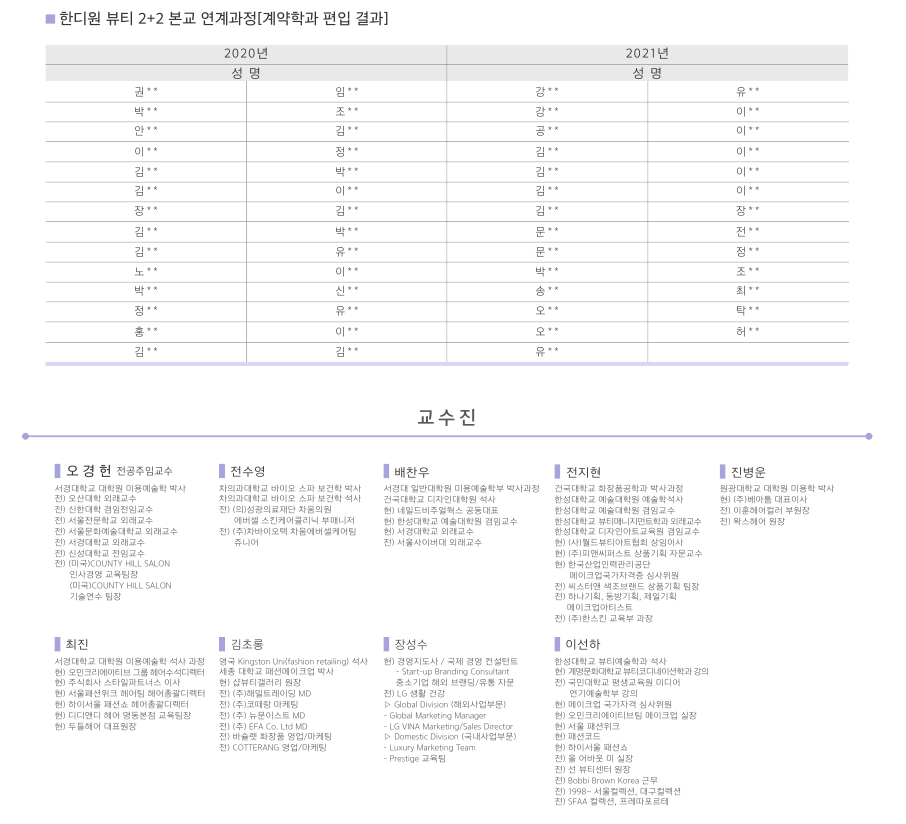 한디원 뷰티 2+2 본교 연계과정[계약학과 편입 결과]
2020년 2021년
성 명 성 명
권** 임** 강** 유**
박** 조** 강** 이**
안** 김** 공** 이**
이** 정** 김** 이**
김** 박** 김** 이**
김** 이** 김** 이**
장** 김** 김** 장**
김** 박** 문** 전**
김** 유** 문** 정**
노** 이** 박** 조**
박** 신** 송** 최**
정** 유** 오** 탁**
홍** 이** 오** 허**
김** 김** 유**
교수진
오경헌 전공주임교수
서경대학교 대학원 미용예술학 박사
전) 오산대학 외래교수
전) 신한대학 겸임전임교수
전) 서울전문학교 외래교수
전) 서울문화예술대학교 외래교수
전) 서경대학교 외래교수
전) 신성대학교 전임교수
전) (미국)COUNTY HILL SALON
인사경영 교육팀장
(미국)COUNTY HILL SALON
기술연수 팀장
전수영
차의과대학교 바이오 스파 보건학 박사
차의과대학교 바이오 스파 보건학 석사
전) (의)성광의료재단 차움의원
에버셀 스킨케어클리닉 부매니저
전) (주)차바이오텍 차움에버셀케어팀
쥬니어
배찬우
서경대 일반대학원 미용예술학부 박사과정
건국대학교 디자인대학원 석사
현) 네일드비주얼웍스 공동대표
현) 한성대학교 예술대학원 겸임교수
현) 서경대학교 외래교수
전) 서울사이버대 외래교수
전지현
건국대학교 화장품공학과 박사과정
한성대학교 예술대학원 예술학석사
한성대학교 예술대학원 겸임교수
한성대학교 뷰티매니지먼트학과 외래교수
한성대학교 디자인아트교육원 겸임교수
현) (사)월드뷰티아트협회 상임이사
현) (주)피앤씨퍼스트 상품기획 자문교수
현) 한국산업인력관리공단
메이크업국가자격증 심사위원
전) 씨스터앤 색조브랜드 상품기획 팀장
전) 하나기획, 동방기획, 제일기획
메이크업아티스트
전) (주)한스킨 교육부 과장
진병운
원광대학교 대학원 미용학 박사
현) (주)베아톰 대표이사
전) 이훈헤어컬러 부원장
전) 왁스헤어 원장
최진
서경대학교 대학원 미용예술학 석사 과정
현) 오민크리에이티브 그룹 헤어수석디렉터
현) 주식회사 스타일파트너스 이사
현) 서울패션위크 헤어팀 헤어총괄디렉터
현) 하이서울 패션쇼 헤어총괄디렉터
현) 디디앤디 헤어 명동본점 교육팀장
현) 두들헤어 대표원장
김초롱
영국 Kingston Uni(fashion retailing) 석사
세종 대학교 패션메이크업 박사
현) 샵뷰티갤러리 원장
전) (주)해밀트레이딩 MD
전) (주)코떼랑 마케팅
전) (주) 뉴문이스트 MD
전) (주) EFA Co. Ltd MD
전) 바슐렛 화장품 영업/마케팅
전) COTTERANG 영업/마케팅
장성수
현) 경영지도사 / 국제 경영 컨설턴트
- Start-up Branding Consultant
중소기업 해외 브랜딩/유통 자문
전) LG 생활 건강
▷ Global Division (해외사업부문)
- Global Marketing Manager
- LG VINA Marketing/Sales Director
▷ Domestic Division (국내사업부문)
- Luxury Marketing Team
- Prestige 교육팀
이선하
한성대학교 뷰티예술학과 석사
현) 계명문화대학교 뷰티코디네이션학과 강의
전) 국민대학교 평생교육원 미디어
연기예술학부 강의
현) 메이크업 국가자격 심사위원
현) 오민크리에이티브팀 메이크업 실장
현) 서울 패션위크
현) 패션코드
현) 하이서울 패션쇼
전) 올 어바웃 미 실장
전) 선 뷰티센터 원장
전) Bobbi Brown Korea 근무
전) 1998~ 서울컬렉션, 대구컬렉션
전) SFAA 컬렉션, 프레따포르테